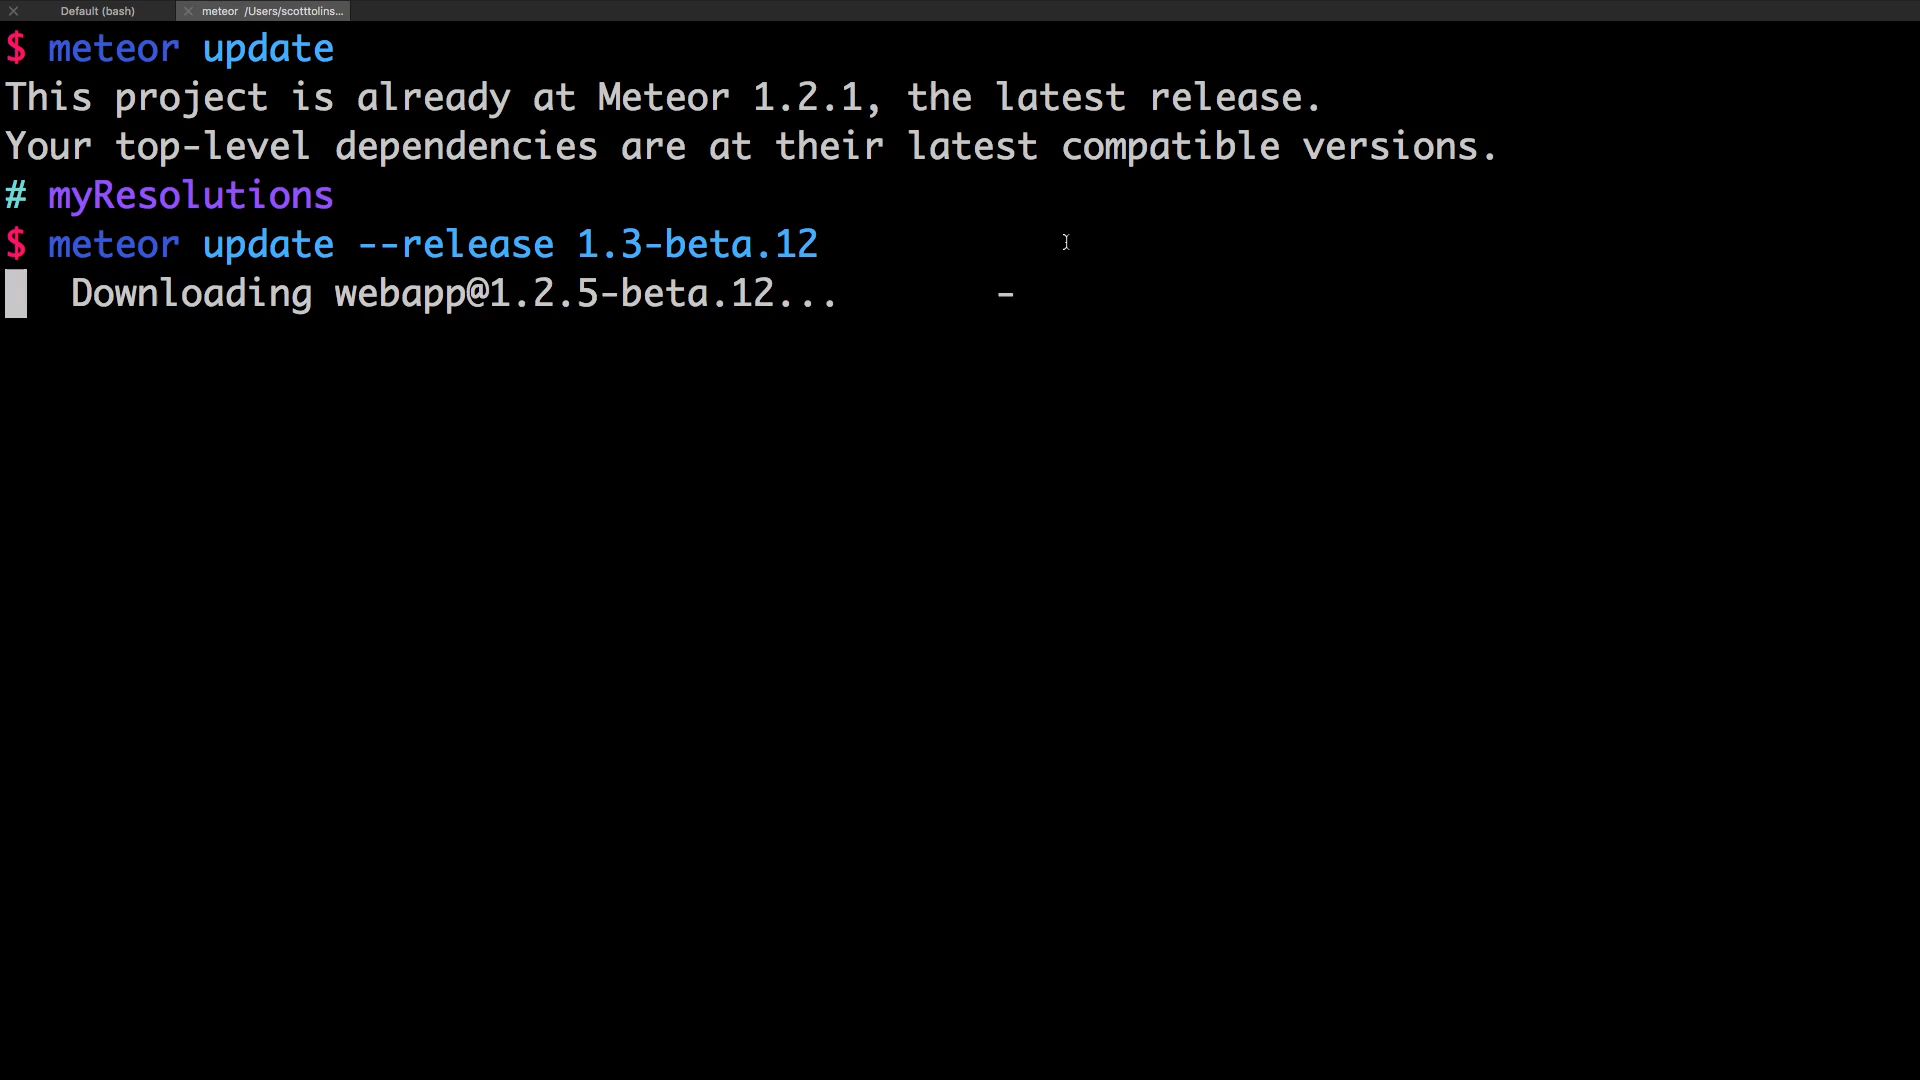 Default (bash)
meteor /Users/scotttolins...
$ meteor update
This project is already at Meteor 1.2.1, the latest release.
Your top-level dependencies are at their latest compatible versions.
# myResolutions
$ meteor update --release 1.3-beta.12
Downloading webapp@1.2.5-beta.12... -